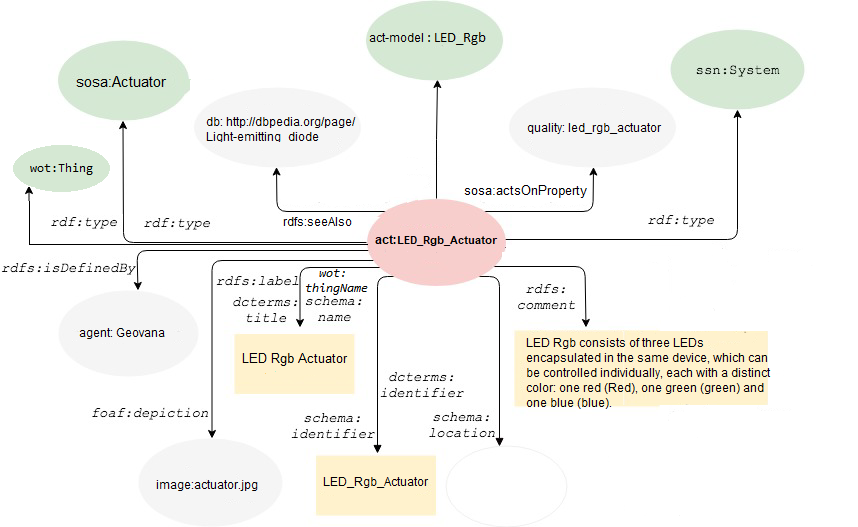 act-model : LED_Rgb
sosa:Actuator
ssn:System
db: http://dbpedia.org/page/
Light-emitting_diode
quality: led_rgb_actuator
wot:Thing
sosa:actsOnProperty
rdf:type
rdf:type
rdfs:seeAlso
rdf:type
act:LED_Rgb_Actuator
rdfs:isDefinedBy
rdfs:label
wot:
thingName
dcterms:
title
schema:
name
rdfs:
comment
agent: Geovana
LED Rgb Actuator
LED Rgb consists of three LEDs
encapsulated in the same device, which can
be controlled individually, each with a distinct
color: one red (Red), one green (green) and
one blue (blue).
dcterms:
identifier
foaf:depiction
schema:
identifier
schema:
location
image:actuator.jpg
LED_Rgb_Actuator